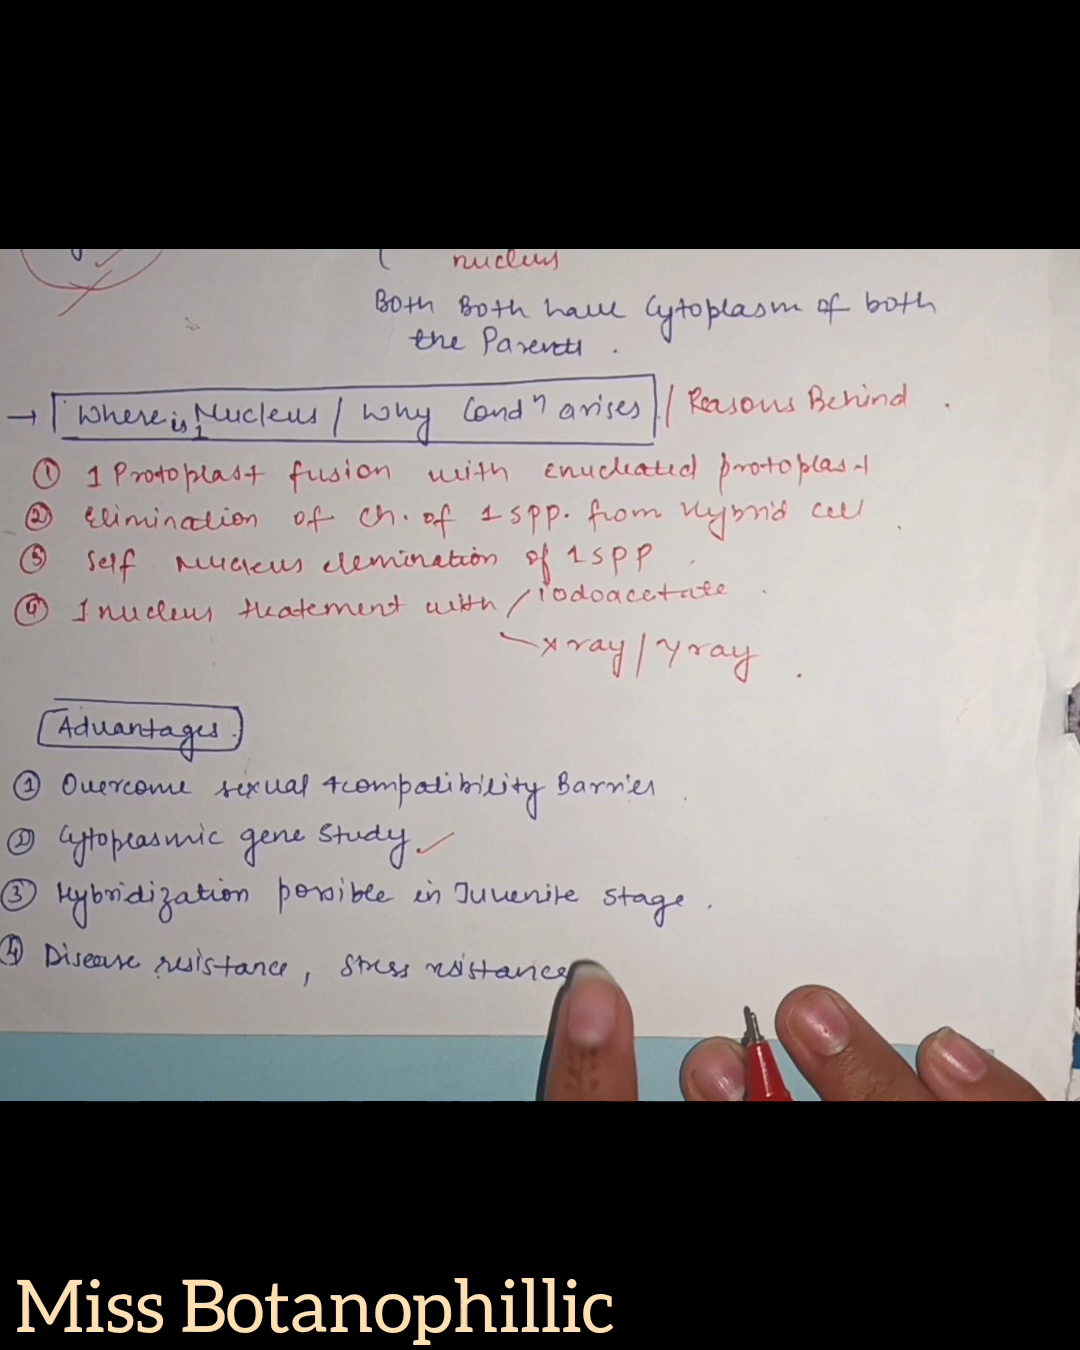 nucleus
Both Both have Cytoplasm of both
the Parents .
→ Where is 1 Nucleus / Why Condⁿ arises / Reasons Behind .
① 1 Protoplast fusion with enucleated protoplast
② Elimination of Ch. of 1 spp. from Hybrid cell .
③ Self Nucleus elemination of 1 spp .
④ 1 nucleus treatement with / iodoacetate .
x ray / γ ray .
Advantages.
① Overcome sexual compatibility Barrier .
② Cytoplasmic gene study ✓
③ Hybridization possible in Juvenile stage .
④ Disease resistance , stress resistance
Miss Botanophillic